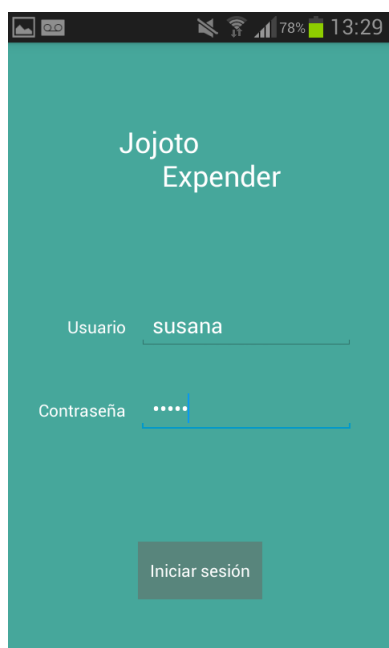 78% 13:29
Jojoto
Expender
Usuario susana
Contraseña •••••
Iniciar sesión